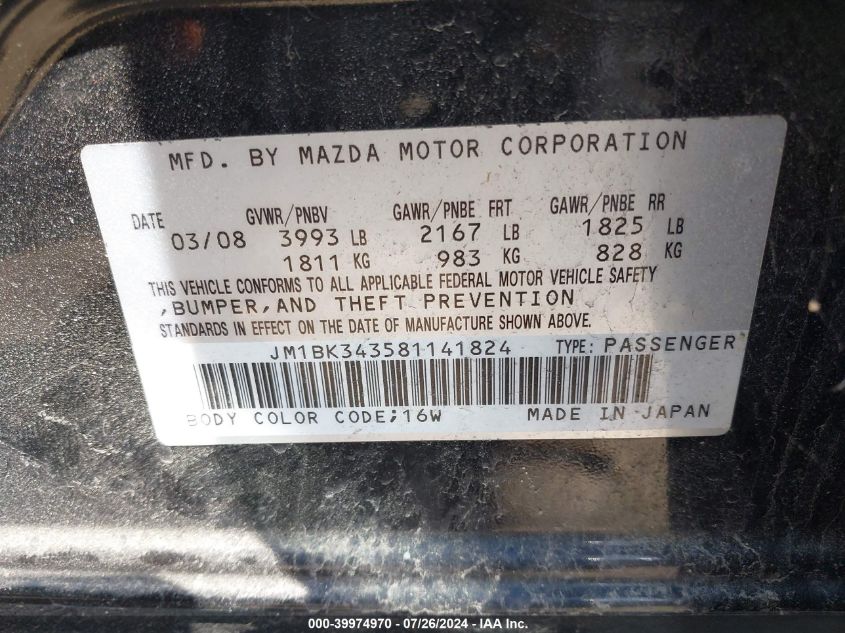 MFD. BY MAZDA MOTOR CORPORATION
DATE GVWR/PNBV GAWR/PNBE FRT GAWR/PNBE RR
03/08 3993 LB 2167 LB 1825 LB
1811 KG 983 KG 828 KG
THIS VEHICLE CONFORMS TO ALL APPLICABLE FEDERAL MOTOR VEHICLE SAFETY
,BUMPER,AND THEFT PREVENTION
STANDARDS IN EFFECT ON THE DATE OF MANUFACTURE SHOWN ABOVE.
JM1BK343581141824 TYPE: PASSENGER
BODY COLOR CODE;16W MADE IN JAPAN
000-39974970 - 07/26/2024 - IAA Inc.